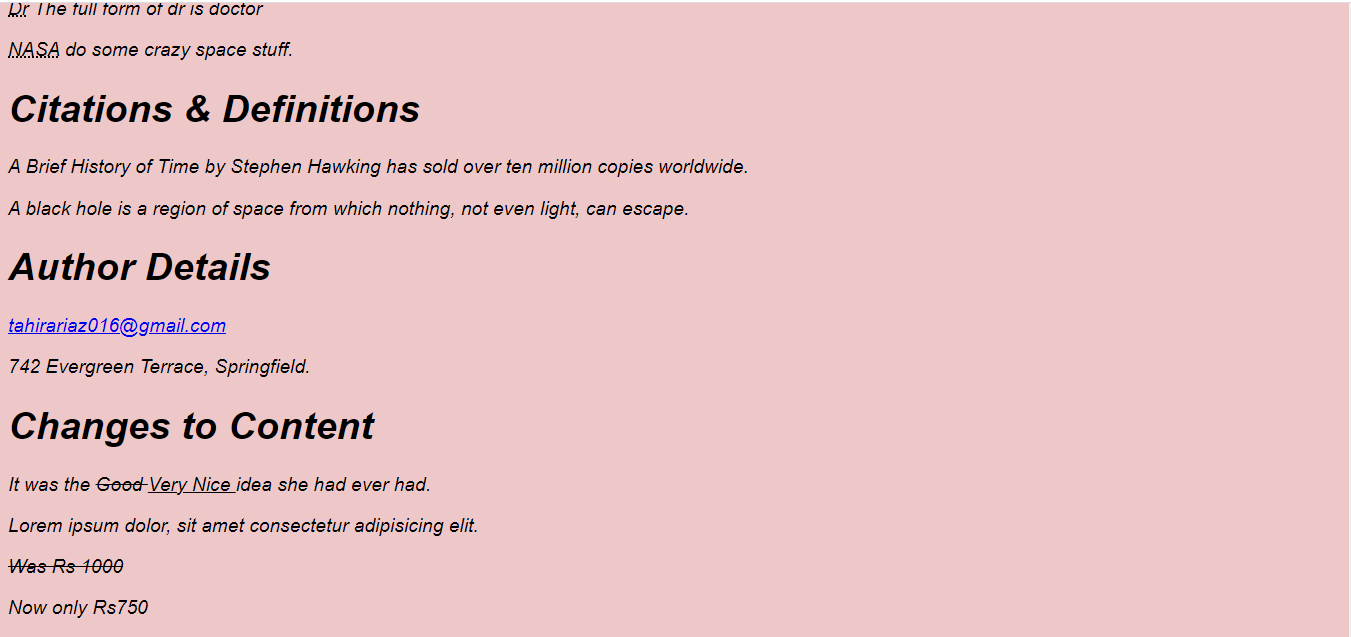 Dr The full form of dr is doctor
NASA do some crazy space stuff.
Citations & Definitions
A Brief History of Time by Stephen Hawking has sold over ten million copies worldwide.
A black hole is a region of space from which nothing, not even light, can escape.
Author Details
tahirariaz016@gmail.com
742 Evergreen Terrace, Springfield.
Changes to Content
It was the Good Very Nice idea she had ever had.
Lorem ipsum dolor, sit amet consectetur adipisicing elit.
Was Rs 1000
Now only Rs750